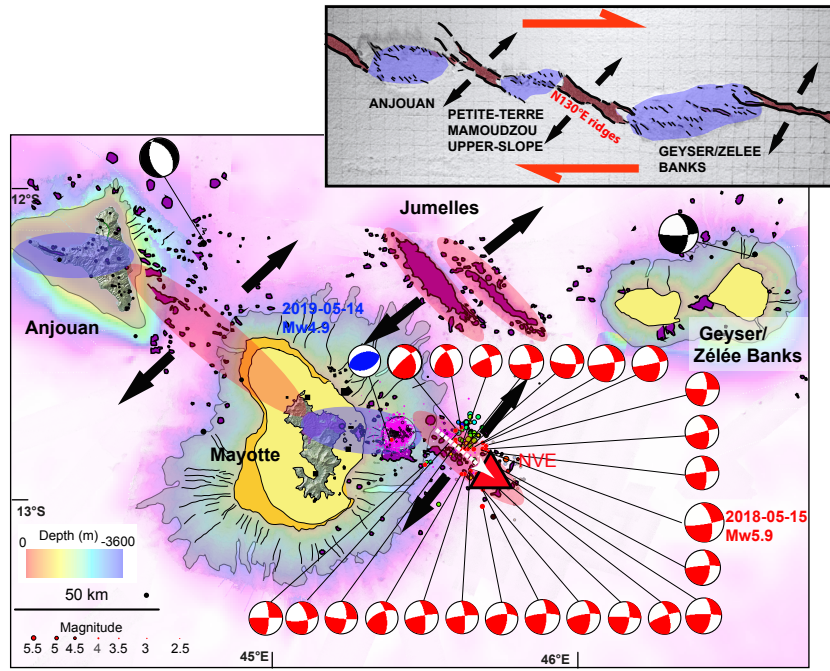 ANJOUAN
PETITE-TERRE
MAMOUDZOU
UPPER-SLOPE
N130°E ridges
GEYSER/ZELEE
BANKS
12°S
Jumelles
Anjouan
2019-05-14
Mw4.9
Geyser/
Zélée Banks
Mayotte
NVE
13°S
2018-05-15
Mw5.9
Depth (m)
0
-3600
50 km
Magnitude
5.5 5 4.5 4 3.5 3 2.5
45°E
46°E